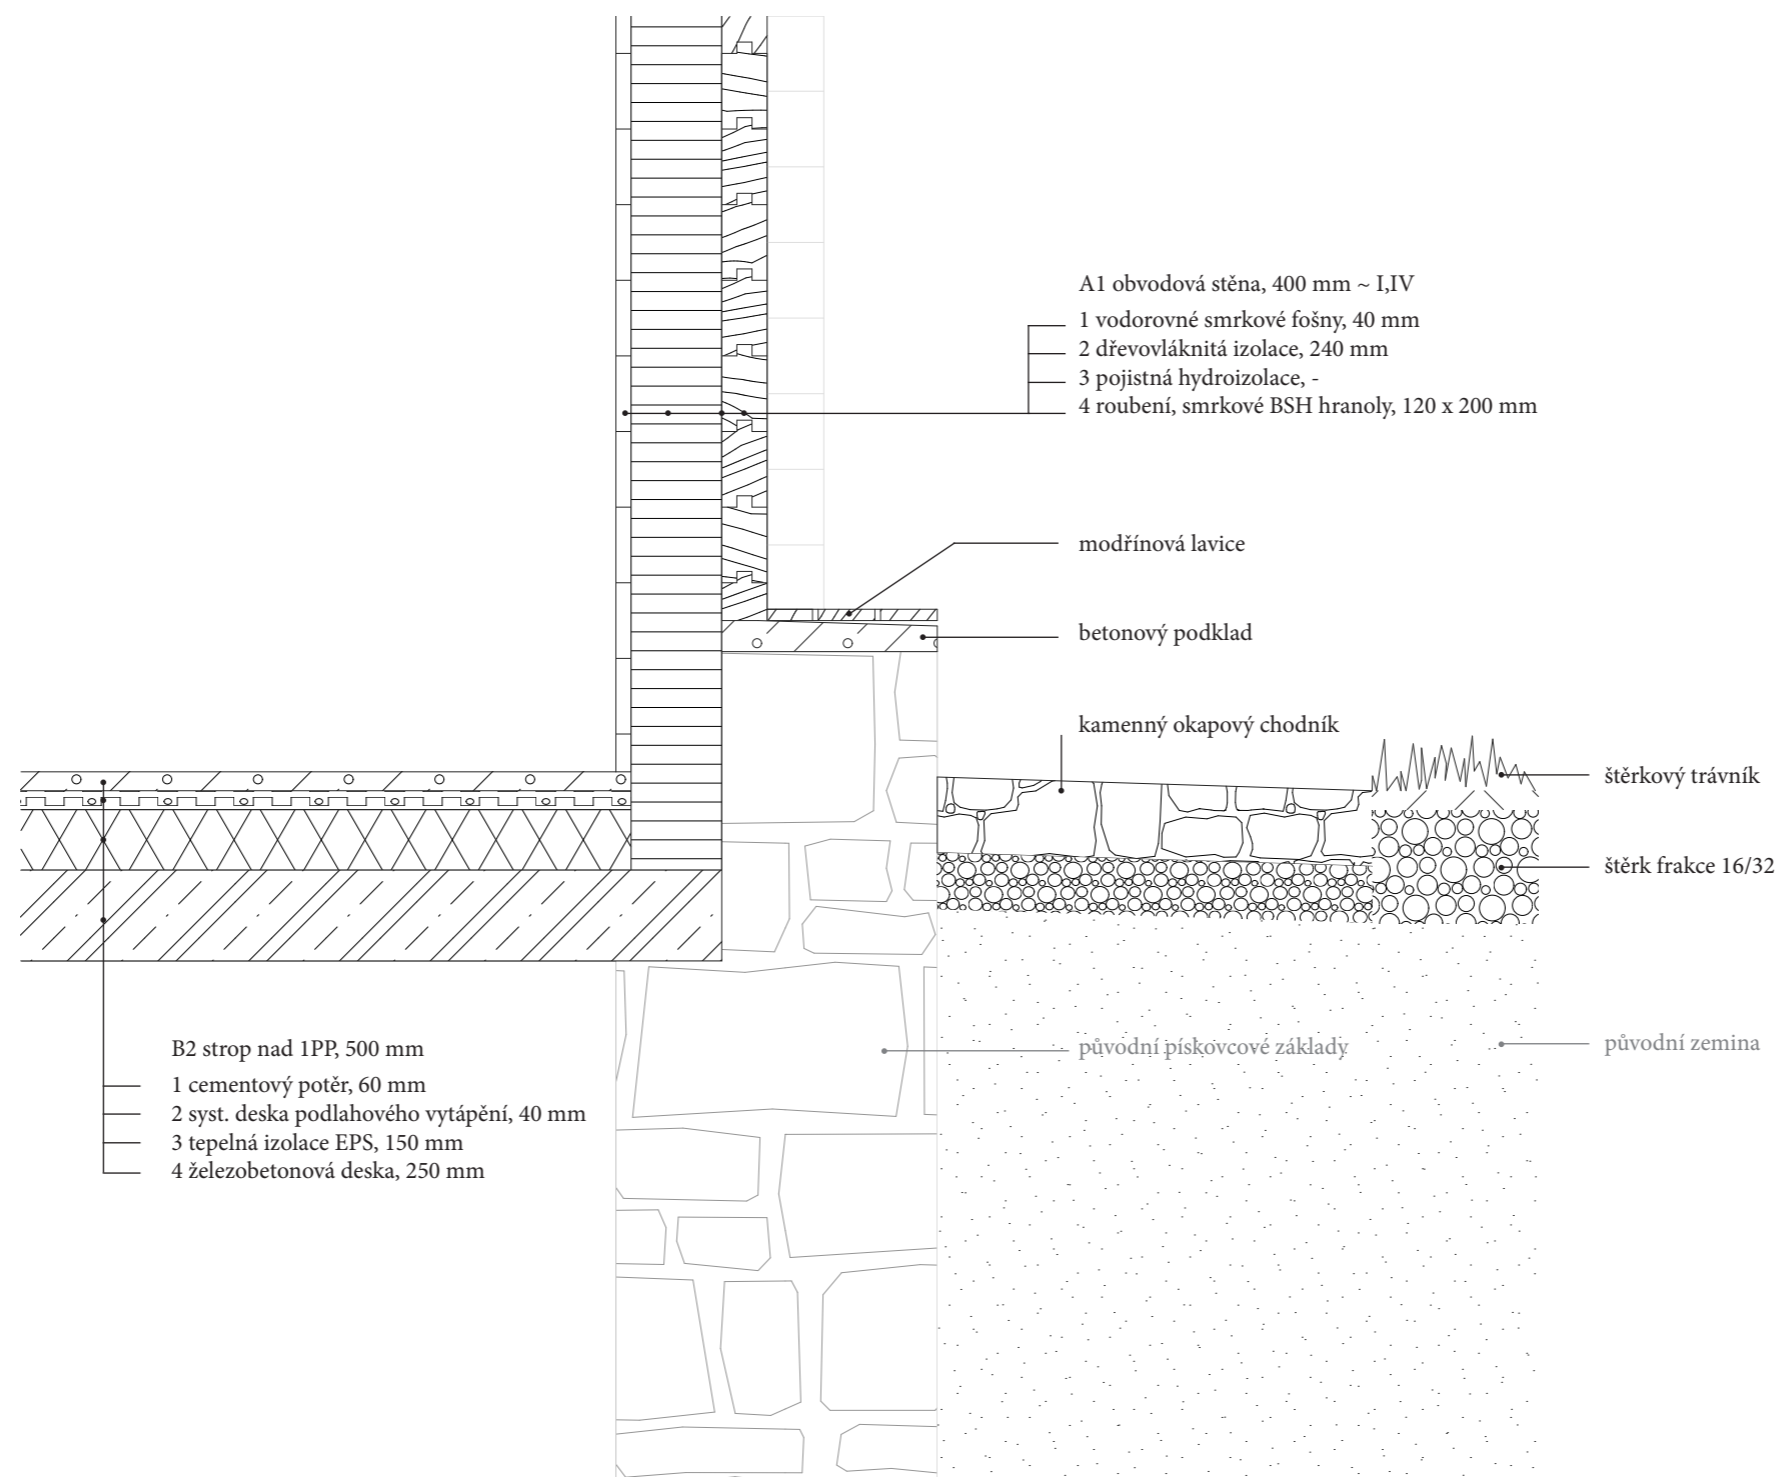 A1 obvodová stěna, 400 mm ~ I,IV
1 vodorovné smrkové fošny, 40 mm
2 dřevovláknitá izolace, 240 mm
3 pojistná hydroizolace, -
4 roubení, smrkové BSH hranoly, 120 x 200 mm
modřínová lavice
betonový podklad
kamenný okapový chodník
štěrkový trávník
štěrk frakce 16/32
původní pískovcové základy
původní zemina
B2 strop nad 1PP, 500 mm
1 cementový potěr, 60 mm
2 syst. deska podlahového vytápění, 40 mm
3 tepelná izolace EPS, 150 mm
4 železobetonová deska, 250 mm